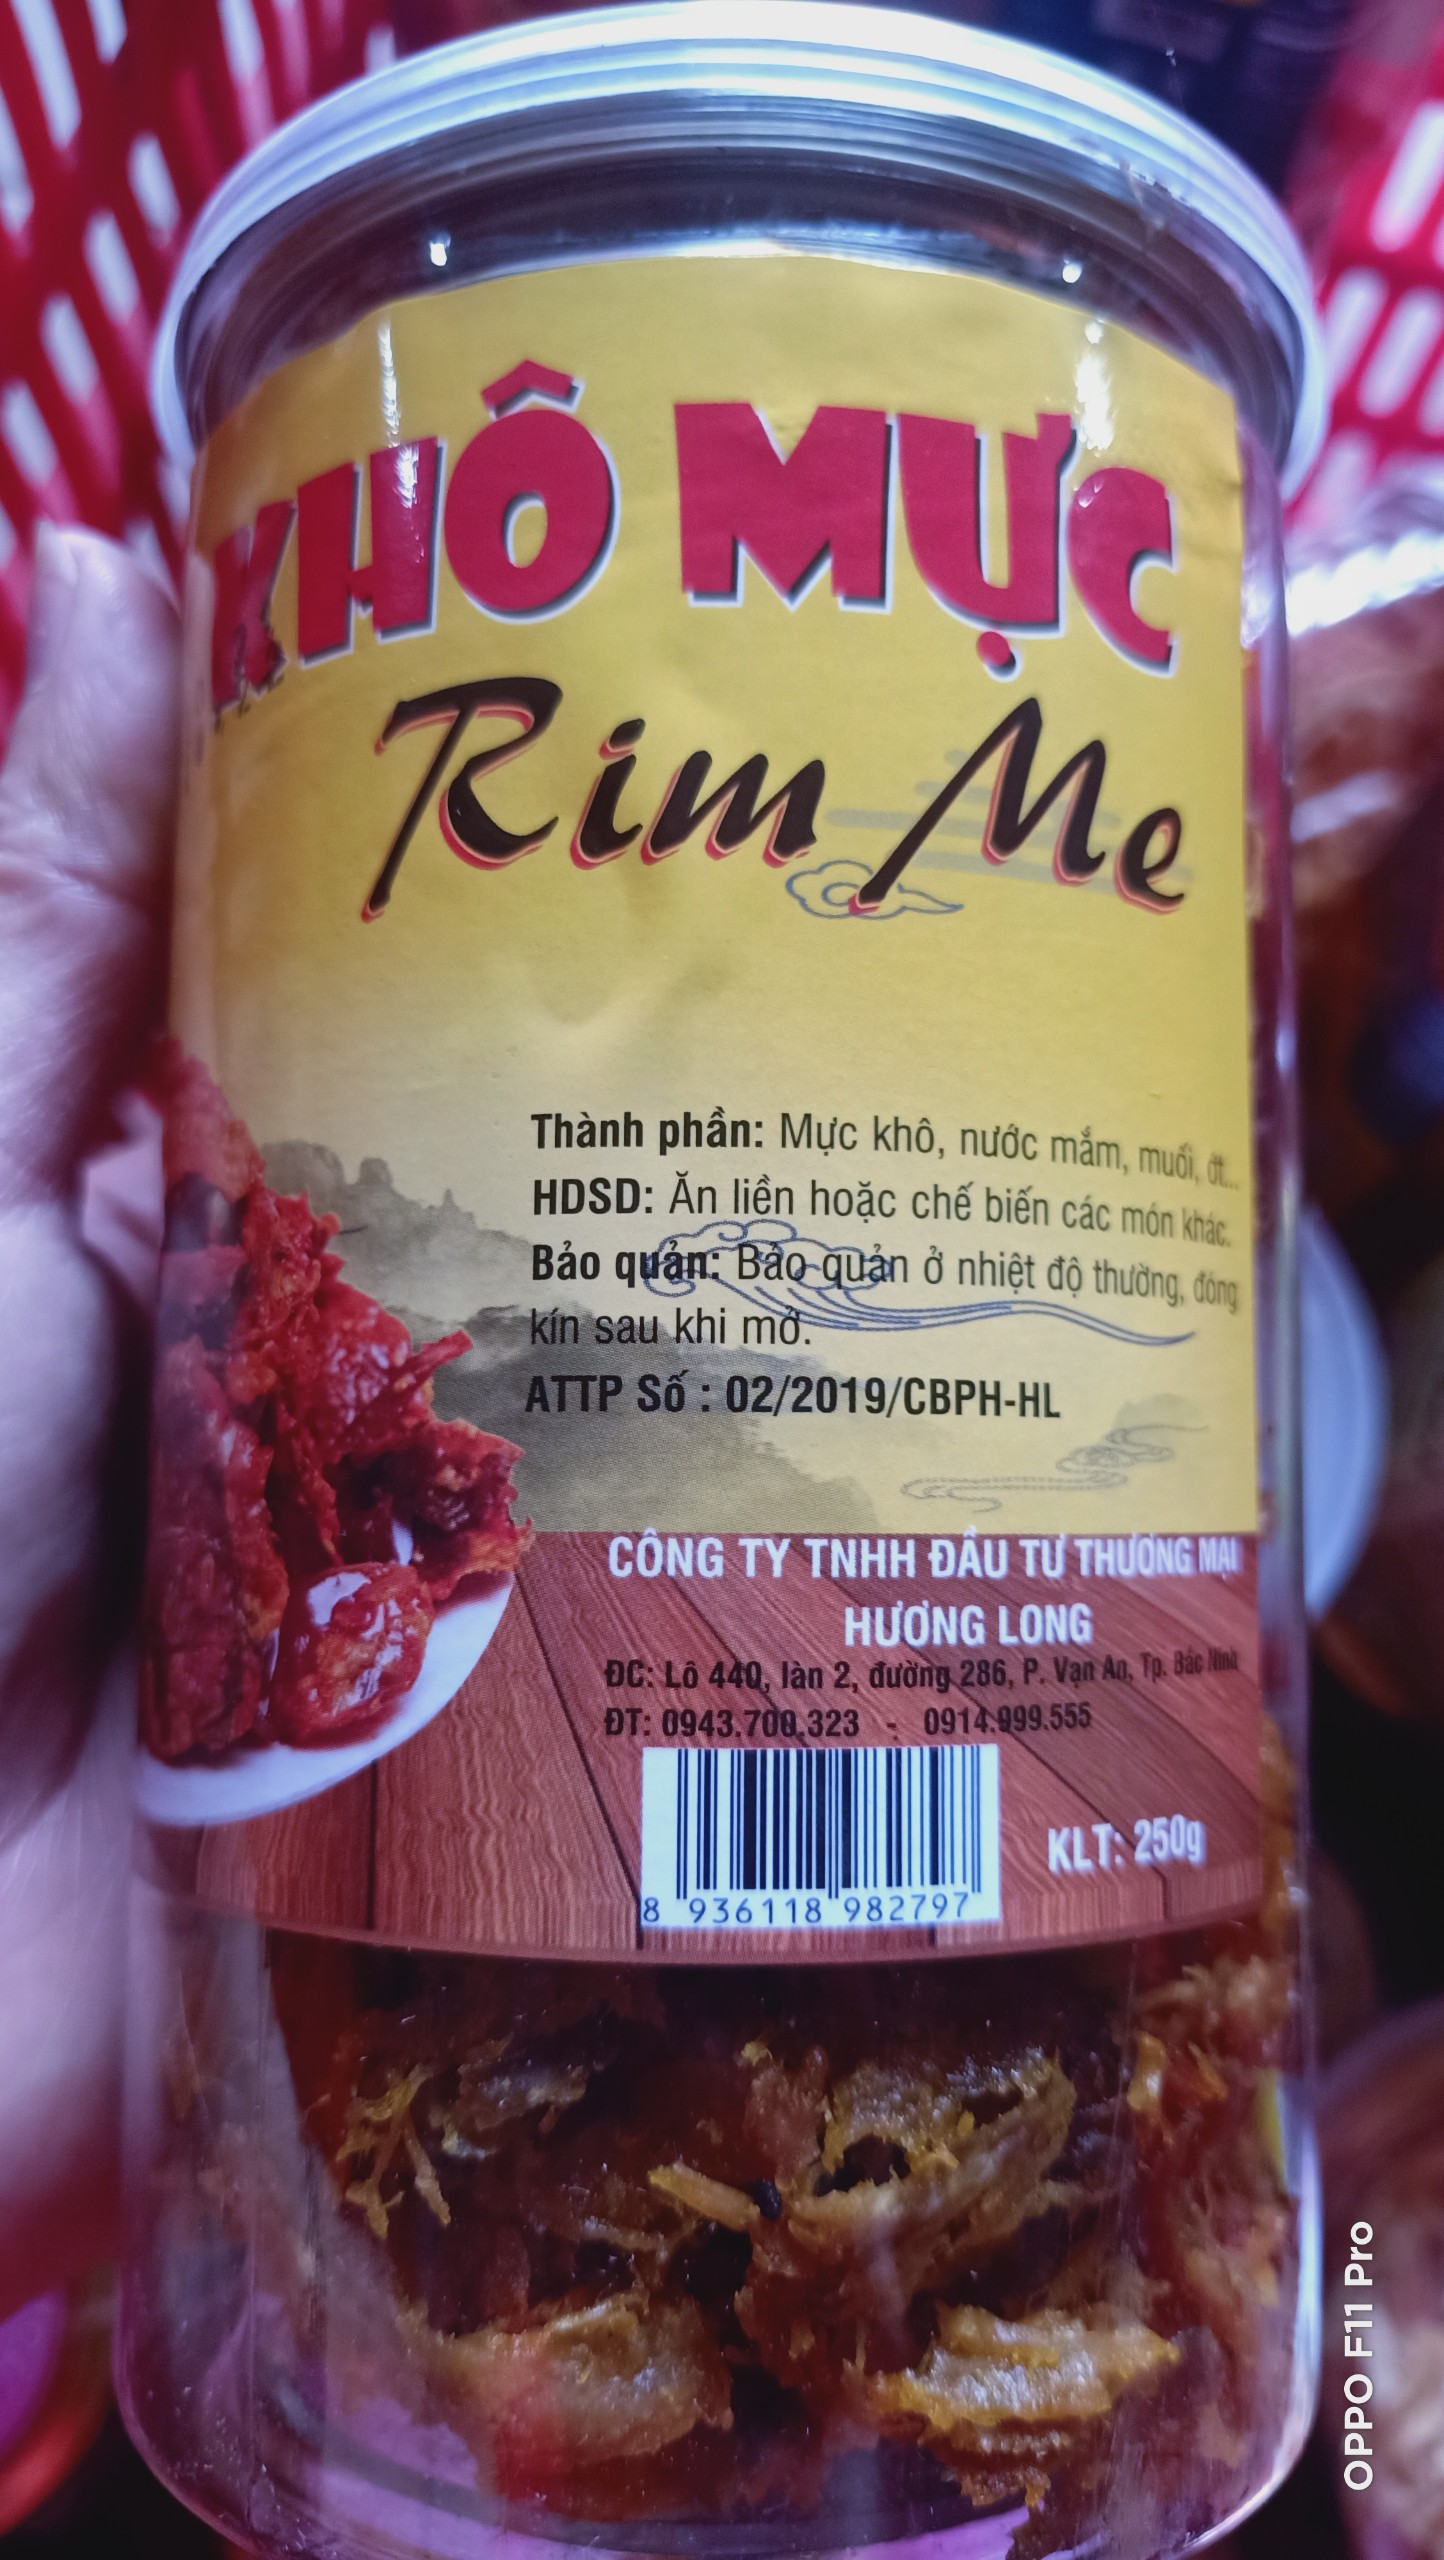 KHÔ MỰC
Rim Me
Thành phần: Mực khô, nước mắm, muối, ớt...
HDSD: Ăn liền hoặc chế biến các món khác.
Bảo quản: Bảo quản ở nhiệt độ thường, đóng
kín sau khi mở.
ATTP Số : 02/2019/CBPH-HL
CÔNG TY TNHH ĐẦU TƯ THƯƠNG MẠI
HƯƠNG LONG
ĐC: Lô 440, làn 2, đường 286, P. Vạn An, Tp. Bắc Ninh
ĐT: 0943.700.323 - 0914.999.555
KLT: 250g
8 936118 982797
OPPO F11 Pro